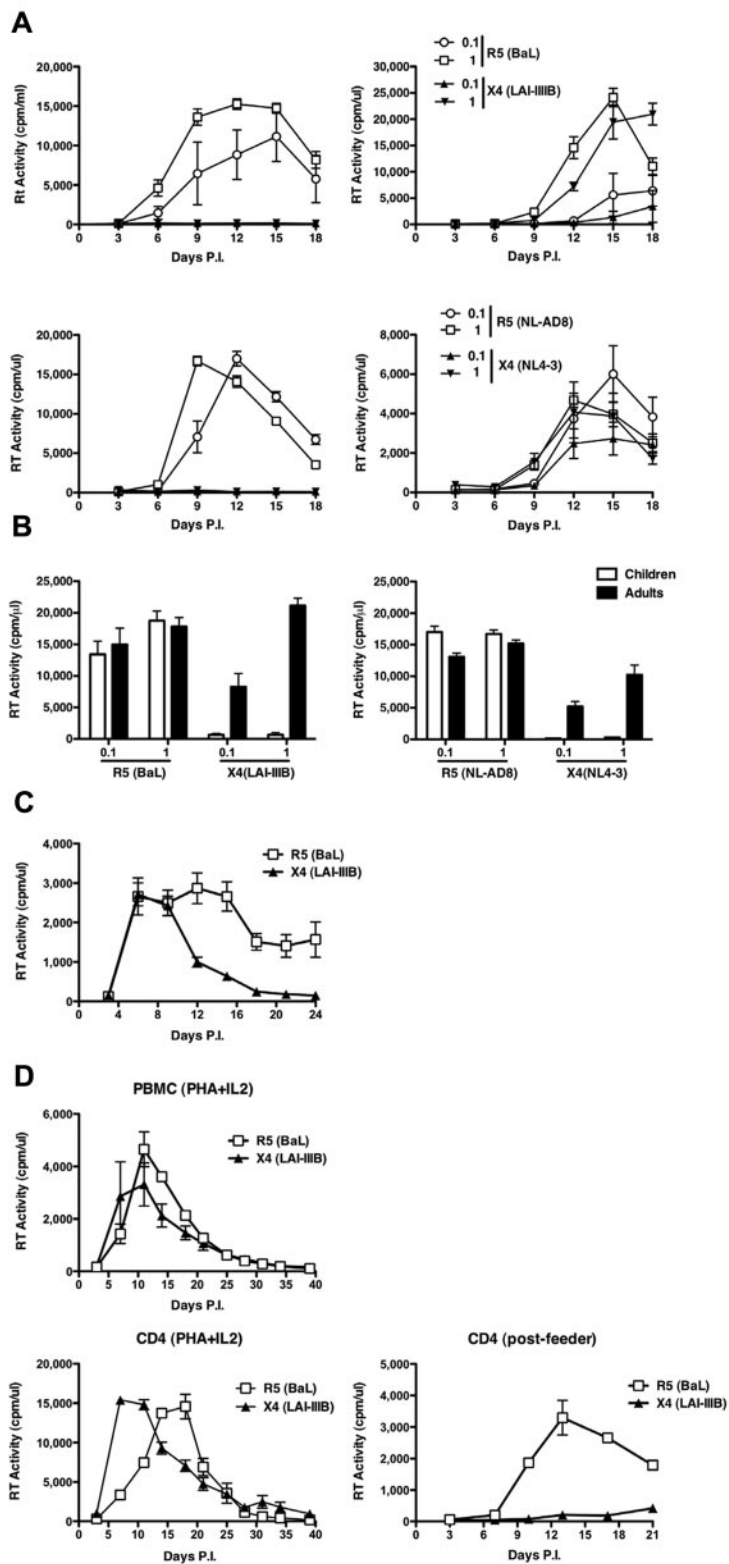 A
20,000
15,000
10,000
5,000
0
Rt Activity (cpm/ml)
0 3 6 9 12 15 18
Days P.I.
30,000
25,000
20,000
15,000
10,000
5,000
0
RT Activity (cpm/ul)
0 3 6 9 12 15 18
Days P.I.
0.1
1
R5 (BaL)
0.1
1
X4 (LAI-IIIIB)
20,000
15,000
10,000
5,000
0
RT Activity (cpm/ul)
0 3 6 9 12 15 18
Days P.I.
8,000
6,000
4,000
2,000
0
RT Activity (cpm/ul)
0 3 6 9 12 15 18
Days P.I.
0.1
1
R5 (NL-AD8)
0.1
1
X4 (NL4-3)
B
25,000
20,000
15,000
10,000
5,000
0
RT Activity (cpm/µl)
0.1 1 0.1 1
R5 (BaL) X4(LAI-IIIB)
25,000
20,000
15,000
10,000
5,000
0
RT Activity (cpm/µl)
0.1 1 0.1 1
R5 (NL-AD8) X4(NL4-3)
Children
Adults
C
4,000
3,000
2,000
1,000
0
RT Activity (cpm/ul)
0 4 8 12 16 20 24
Days P.I.
R5 (BaL)
X4 (LAI-IIIB)
D
PBMC (PHA+IL2)
6,000
4,000
2,000
0
RT Activity (cpm/ul)
0 5 10 15 20 25 30 35 40
Days P.I.
R5 (BaL)
X4 (LAI-IIIB)
CD4 (PHA+IL2)
20,000
15,000
10,000
5,000
0
RT Activity (cpm/ul)
0 5 10 15 20 25 30 35 40
Days P.I.
R5 (BaL)
X4 (LAI-IIIB)
CD4 (post-feeder)
5,000
4,000
3,000
2,000
1,000
0
RT Activity (cpm/ul)
0 3 6 9 12 15 18 21
Days P.I.
R5 (BaL)
X4 (LAI-IIIB)